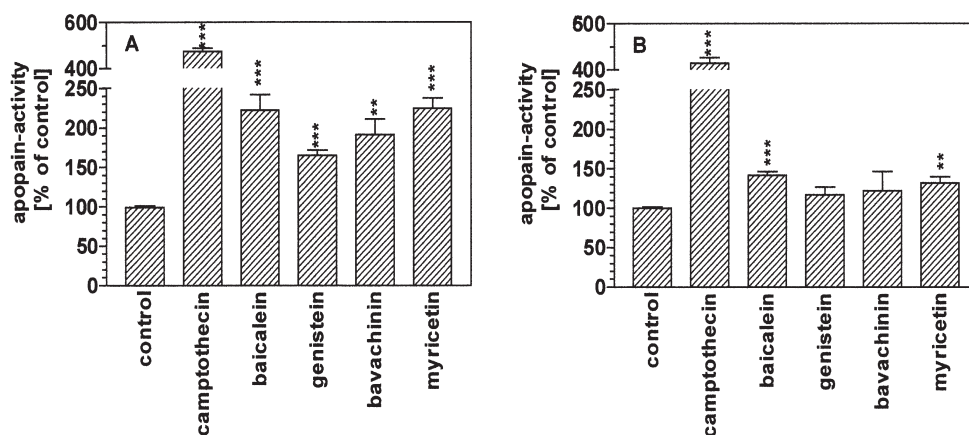 A
apopain-activity
[% of control]
600
400
250
200
150
100
50
0
***
***
***
**
***
control
camptothecin
baicalein
genistein
bavachinin
myricetin
B
apopain-activity
[% of control]
600
400
250
200
150
100
50
0
***
***
**
control
camptothecin
baicalein
genistein
bavachinin
myricetin